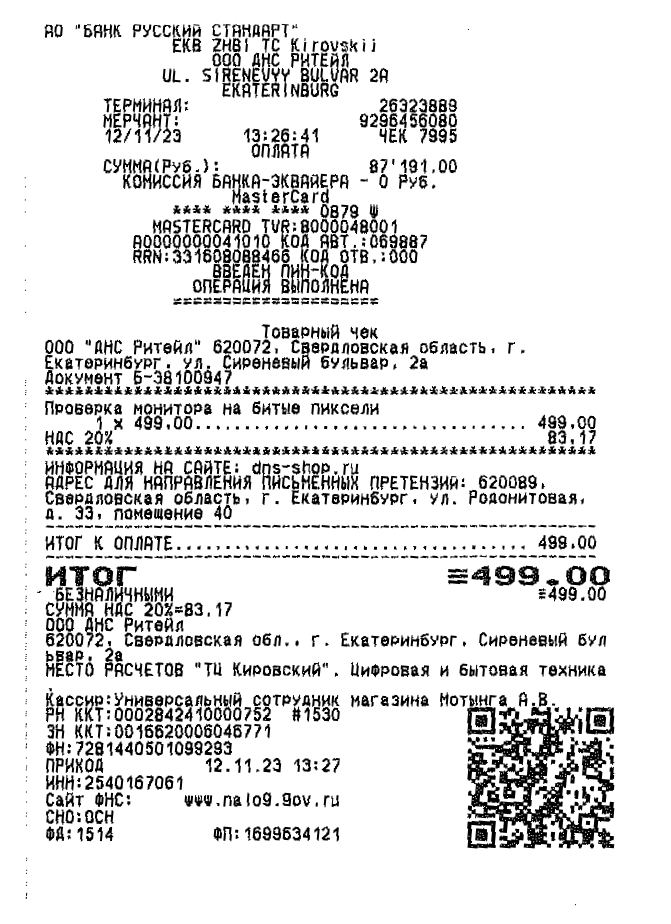 АО "БАНК РУССКИЙ СТАНДАРТ"
EKB ZHBI TC Kirovskij
ООО ДНС РИТЕЙЛ
UL. SIRENEVYY BULVAR 2A
EKATERINBURG
ТЕРМИНАЛ: 26323889
МЕРЧАНТ: 9296456080
12/11/23 13:26:41 ЧЕК 7995
ОПЛАТА
СУММА(Руб.): 87'191.00
КОМИССИЯ БАНКА-ЭКВАЙЕРА - 0 Руб.
MasterCard
**** **** **** 0879
MASTERCARD TVR:8000048001
A0000000041010 КОД АВТ.:069887
RRN:331608088466 КОД ОТВ.:000
ВВЕДЕН ПИН-КОД
ОПЕРАЦИЯ ВЫПОЛНЕНА
====================
Товарный чек
ООО "ДНС Ритейл" 620072, Свердловская область, г.
Екатеринбург, ул. Сиреневый бульвар, 2а
Документ Б-38100947
Проверка монитора на битые пиксели
1 x 499.00................................ 499.00
НДС 20% 83.17
ИНФОРМАЦИЯ НА САЙТЕ: dns-shop.ru
АДРЕС ДЛЯ НАПРАВЛЕНИЯ ПИСЬМЕННЫХ ПРЕТЕНЗИЙ: 620089,
Свердловская область, г. Екатеринбург, ул. Родонитовая,
д. 33, помещение 40
ИТОГ К ОПЛАТЕ................................ 499.00
ИТОГ ≡499.00
БЕЗНАЛИЧНЫМИ ≡499.00
СУММА НДС 20%=83.17
ООО ДНС Ритейл
620072, Свердловская обл., г. Екатеринбург, Сиреневый бул
ьвар, 2а
МЕСТО РАСЧЕТОВ "ТЦ Кировский", Цифровая и бытовая техника
Кассир:Универсальный сотрудник магазина Мотынга А.В.
РН ККТ:0002842410000752 #1530
ЗН ККТ:0016620006046771
ФН:7281440501099293
ПРИХОД 12.11.23 13:27
ИНН:2540167061
Сайт ФНС: www.nalog.gov.ru
СНО:ОСН
ФД:1514 ФП:1699634121